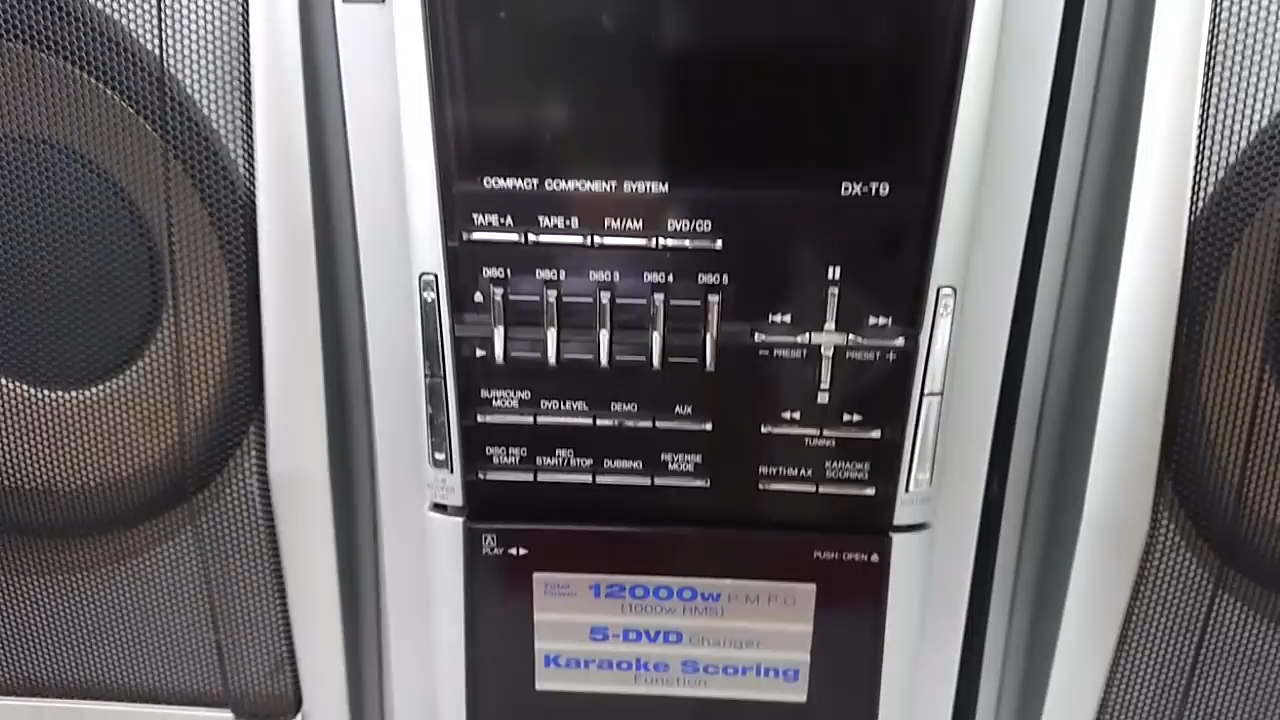 COMPACT COMPONENT SYSTEM
DX-T9
TAPE-A TAPE-B FM/AM DVD/CD
DISC 1 DISC 2 DISC 3 DISC 4 DISC 5
- PRESET PRESET +
SURROUND MODE DVD LEVEL DEMO AUX
TUNING
DISC REC START REC START/STOP DUBBING REVERSE MODE
RHYTHM AX KARAOKE SCORING
A
PLAY
PUSH OPEN
Total Power 12000w P.M.P.O
(1000w RMS)
5-DVD Changer
Karaoke Scoring
Function